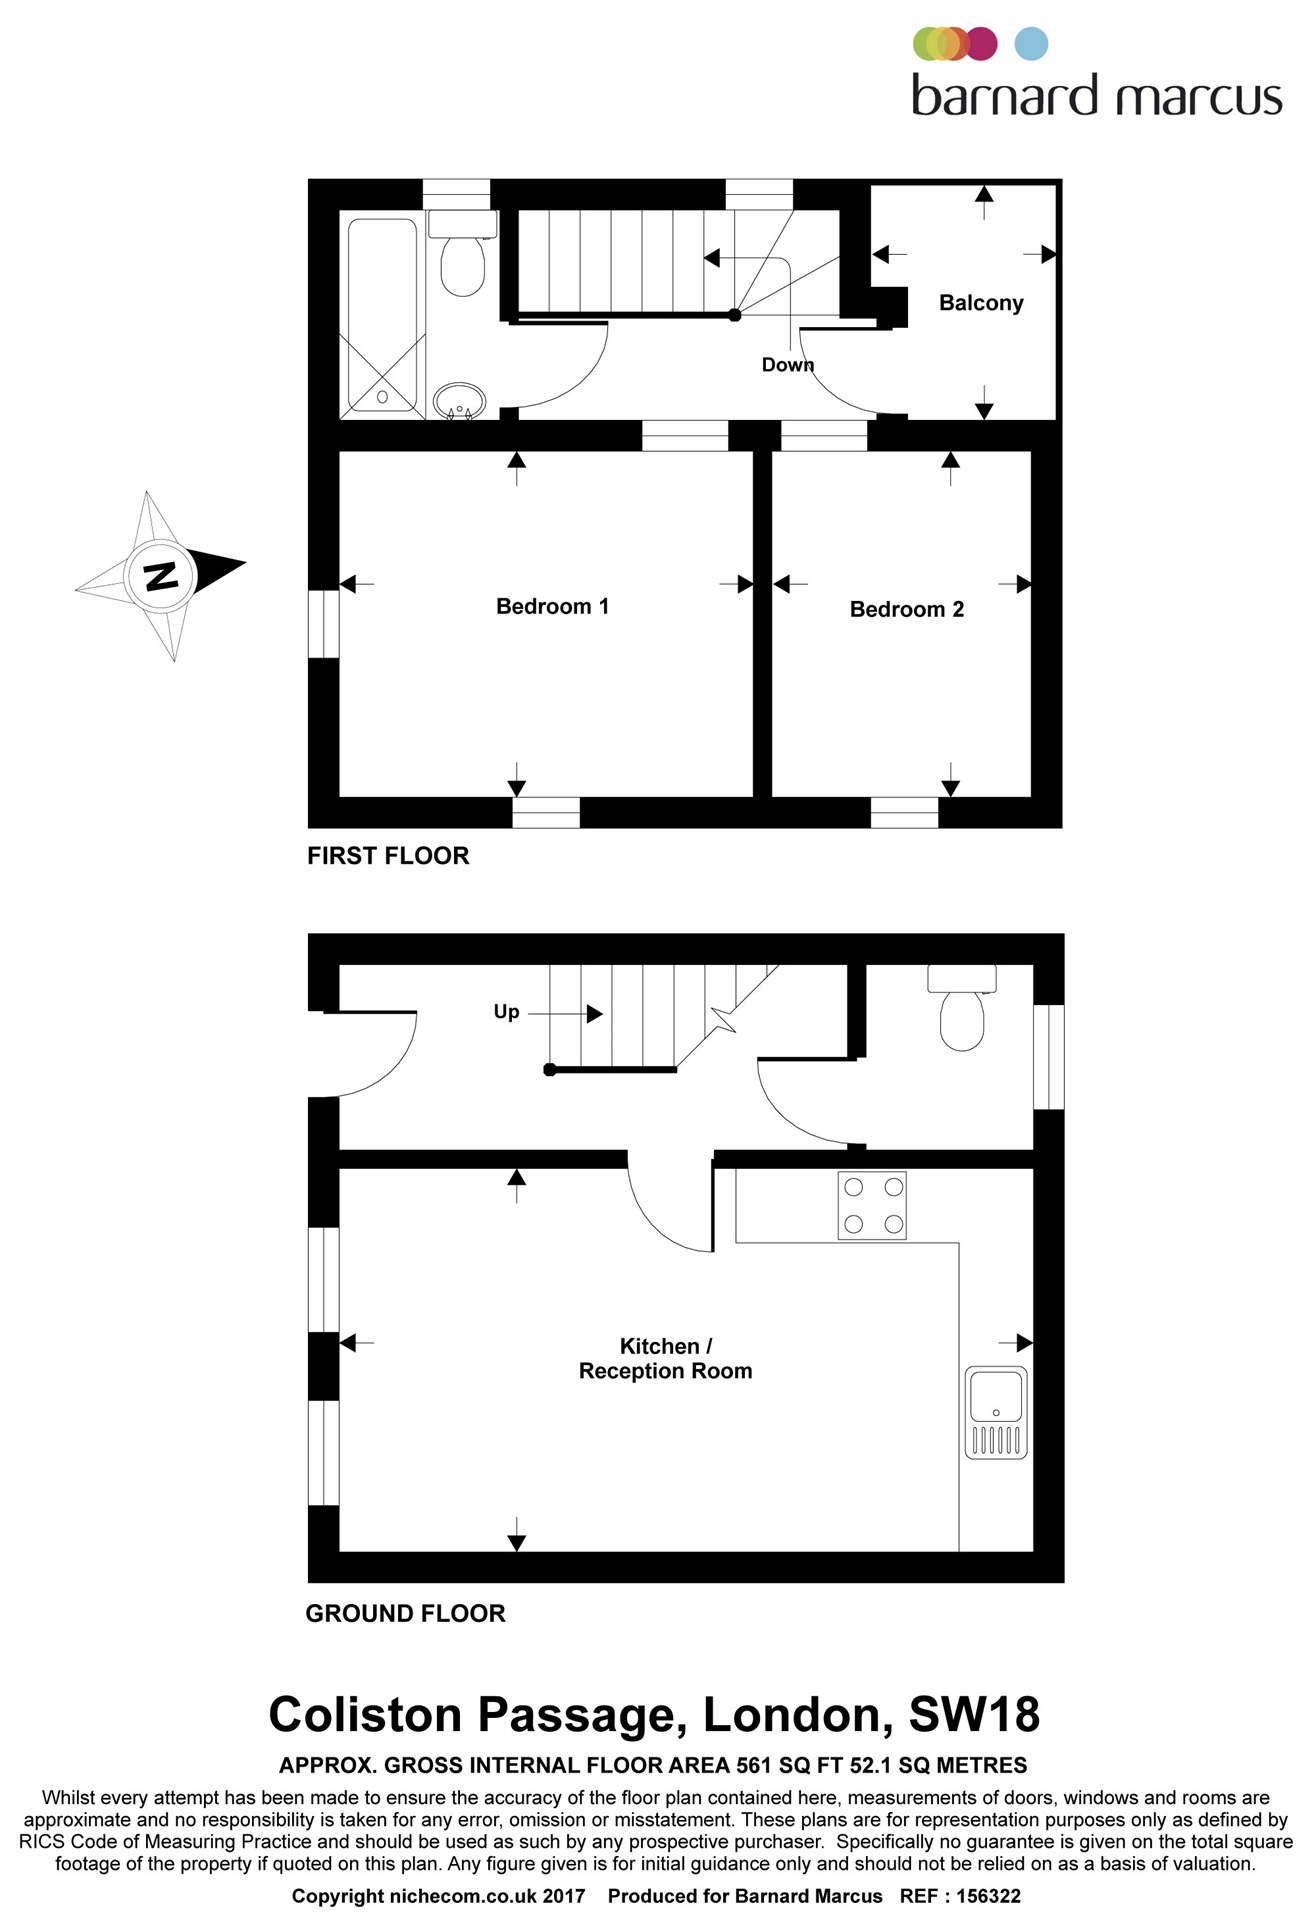 barnard marcus
Balcony
Down
N
Bedroom 1
Bedroom 2
FIRST FLOOR
Up
Kitchen /
Reception Room
GROUND FLOOR
Coliston Passage, London, SW18
APPROX. GROSS INTERNAL FLOOR AREA 561 SQ FT 52.1 SQ METRES
Whilst every attempt has been made to ensure the accuracy of the floor plan contained here, measurements of doors, windows and rooms are
approximate and no responsibility is taken for any error, omission or misstatement. These plans are for representation purposes only as defined by
RICS Code of Measuring Practice and should be used as such by any prospective purchaser. Specifically no guarantee is given on the total square
footage of the property if quoted on this plan. Any figure given is for initial guidance only and should not be relied on as a basis of valuation.
Copyright nichecom.co.uk 2017 Produced for Barnard Marcus REF : 156322